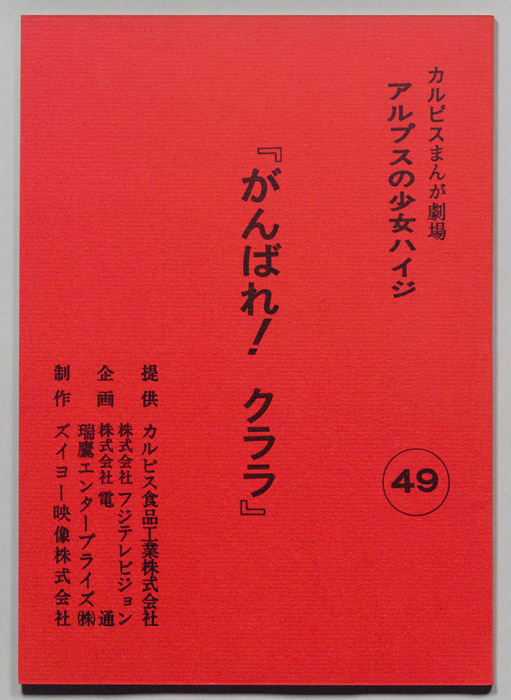 カルピスまんが劇場
アルプスの少女ハイジ
49
『がんばれ! クララ』
提供 カルピス食品工業株式会社
株式会社 フジテレビジョン
企画 株式会社 電通
瑞鷹エンタープライズ(株)
制作 ズイヨー映像株式会社